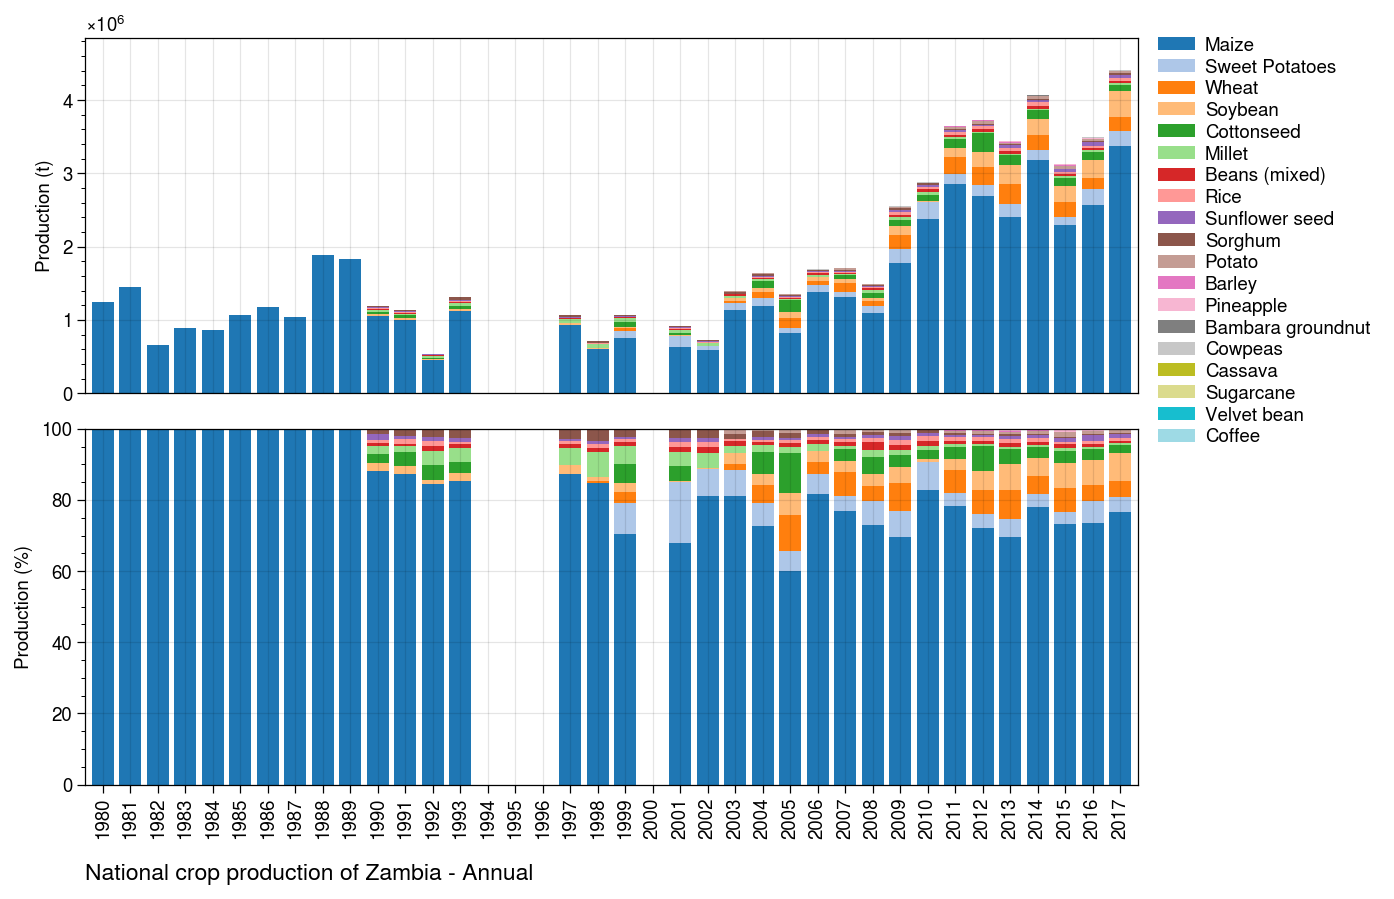 ×10⁶
Production (t)
4
3
2
1
0
Maize
Sweet Potatoes
Wheat
Soybean
Cottonseed
Millet
Beans (mixed)
Rice
Sunflower seed
Sorghum
Potato
Barley
Pineapple
Bambara groundnut
Cowpeas
Cassava
Sugarcane
Velvet bean
Coffee
Production (%)
100
80
60
40
20
0
1980
1981
1982
1983
1984
1985
1986
1987
1988
1989
1990
1991
1992
1993
1994
1995
1996
1997
1998
1999
2000
2001
2002
2003
2004
2005
2006
2007
2008
2009
2010
2011
2012
2013
2014
2015
2016
2017
National crop production of Zambia - Annual